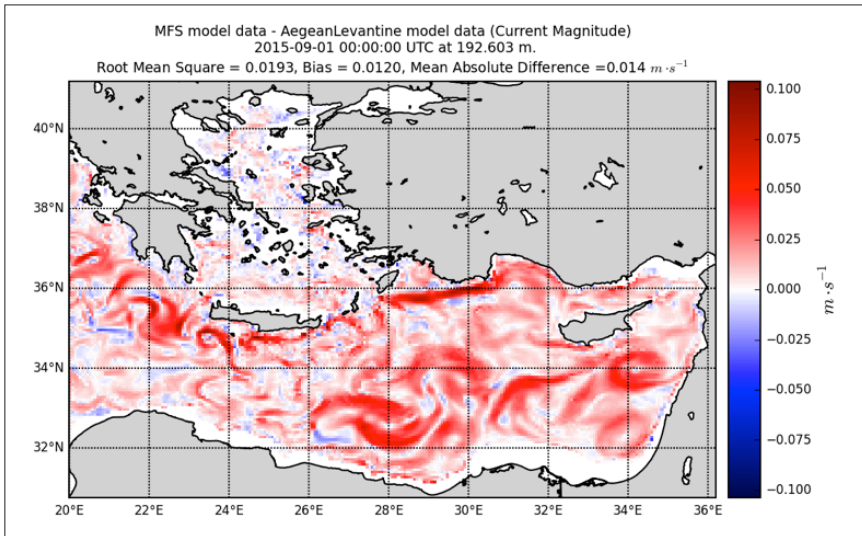 MFS model data - AegeanLevantine model data (Current Magnitude)
2015-09-01 00:00:00 UTC at 192.603 m.
Root Mean Square = 0.0193, Bias = 0.0120, Mean Absolute Difference =0.014 m·s⁻¹
40°N
38°N
36°N
34°N
32°N
20°E 22°E 24°E 26°E 28°E 30°E 32°E 34°E 36°E
0.100
0.075
0.050
0.025
0.000
−0.025
−0.050
−0.075
−0.100
m·s⁻¹